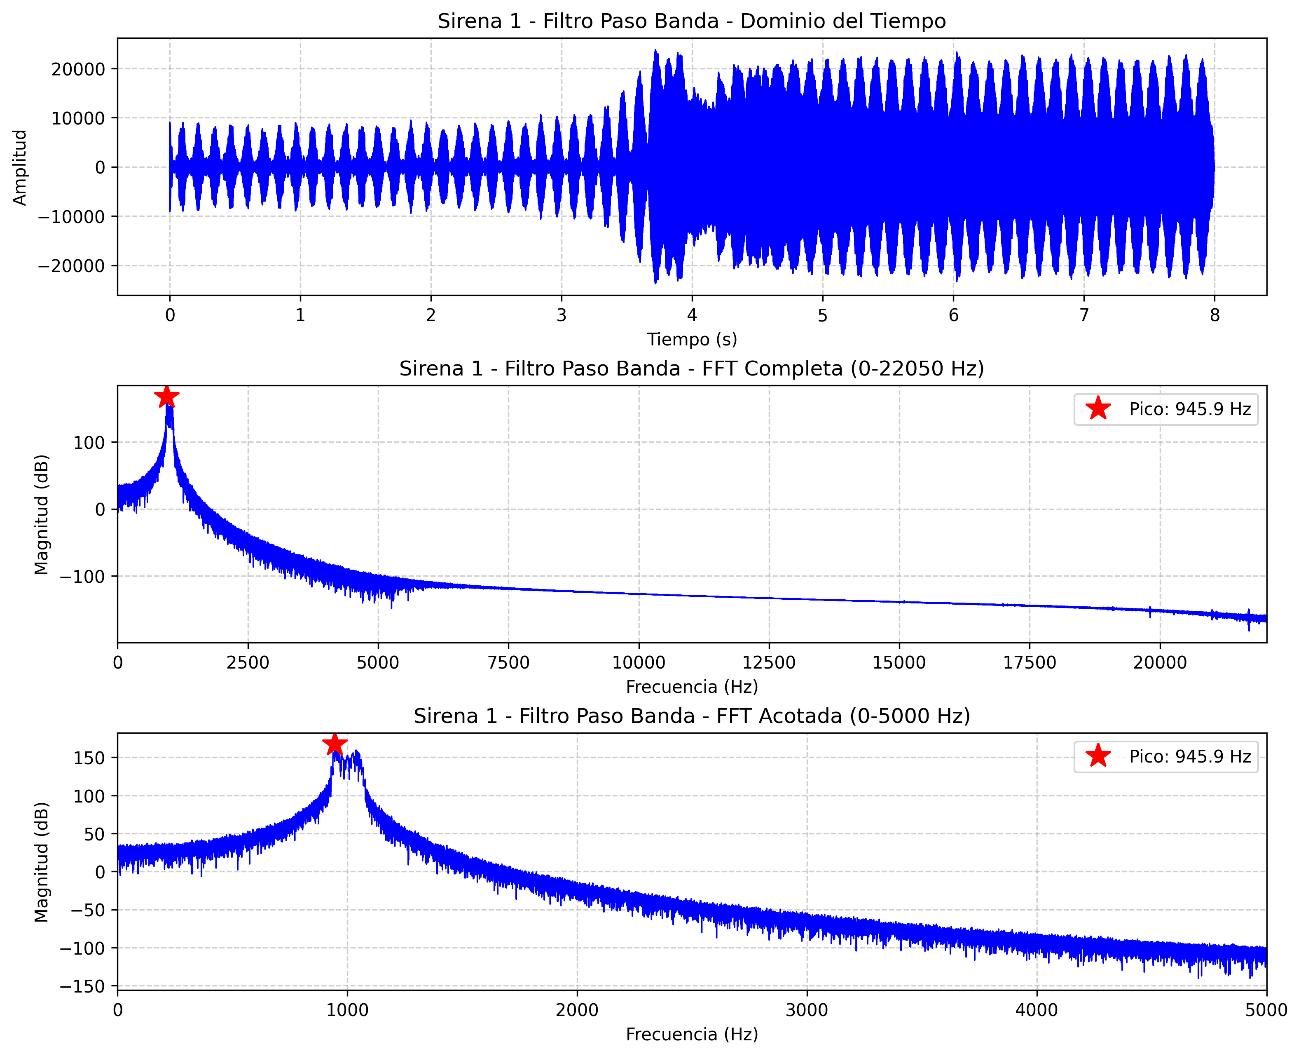 Sirena 1 - Filtro Paso Banda - Dominio del Tiempo
Amplitud
20000
10000
0
−10000
−20000
0 1 2 3 4 5 6 7 8
Tiempo (s)
Sirena 1 - Filtro Paso Banda - FFT Completa (0-22050 Hz)
Pico: 945.9 Hz
Magnitud (dB)
100
0
−100
0 2500 5000 7500 10000 12500 15000 17500 20000
Frecuencia (Hz)
Sirena 1 - Filtro Paso Banda - FFT Acotada (0-5000 Hz)
Pico: 945.9 Hz
Magnitud (dB)
150
100
50
0
−50
−100
−150
0 1000 2000 3000 4000 5000
Frecuencia (Hz)